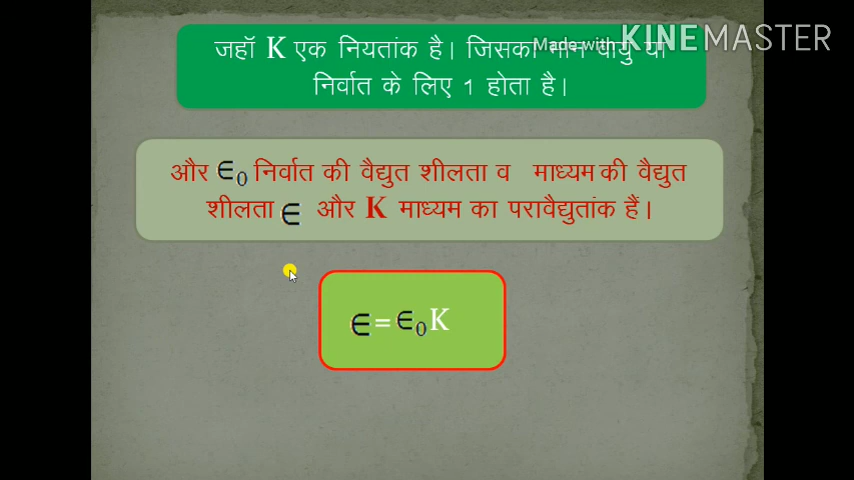 जहाँ K एक नियतांक है। जिसका मान वायु या
Made with KINEMASTER
निर्वात के लिए 1 होता है।
और ∈0 निर्वात की वैद्युत शीलता व माध्यम की वैद्युत
शीलता ∈ और K माध्यम का परावैद्युतांक हैं।
∈=∈0K